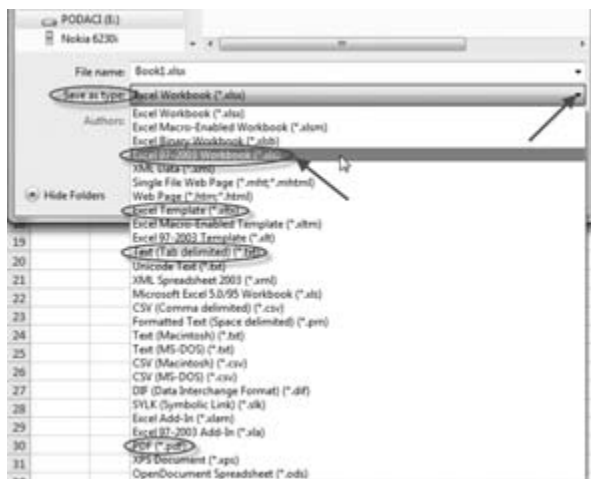 PODACI (E:)
Nokia 6230i
File name: Book1.xlsx
Save as type: Excel Workbook (*.xlsx)
Authors:
Excel Workbook (*.xlsx)
Excel Macro-Enabled Workbook (*.xlsm)
Excel Binary Workbook (*.xlsb)
Excel 97-2003 Workbook (*.xls)
XML Data (*.xml)
Single File Web Page (*.mht;*.mhtml)
Hide Folders
Web Page (*.htm;*.html)
Excel Template (*.xltx)
Excel Macro-Enabled Template (*.xltm)
Excel 97-2003 Template (*.xlt)
19
Text (Tab delimited) (*.txt)
20
Unicode Text (*.txt)
21
XML Spreadsheet 2003 (*.xml)
22
Microsoft Excel 5.0/95 Workbook (*.xls)
CSV (Comma delimited) (*.csv)
23
Formatted Text (Space delimited) (*.prn)
24
Text (Macintosh) (*.txt)
25
Text (MS-DOS) (*.txt)
CSV (Macintosh) (*.csv)
26
CSV (MS-DOS) (*.csv)
27
DIF (Data Interchange Format) (*.dif)
28
SYLK (Symbolic Link) (*.slk)
Excel Add-In (*.xlam)
29
Excel 97-2003 Add-In (*.xla)
30
PDF (*.pdf)
31
XPS Document (*.xps)
OpenDocument Spreadsheet (*.ods)